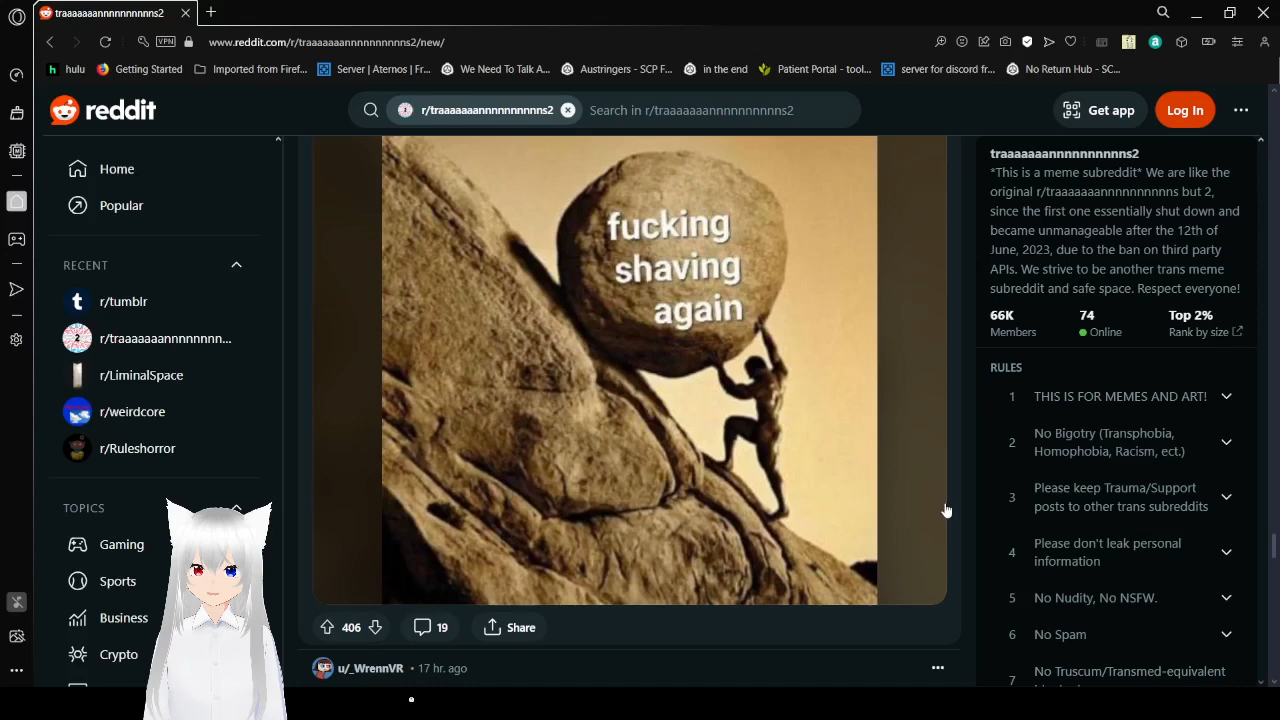 traaaaaaannnnnnnnnns2
VPN
www.reddit.com/r/traaaaaaannnnnnnnnns2/new/
hulu
Getting Started
Imported from Firef...
Server | Aternos | Fr...
We Need To Talk A...
Austringers - SCP F...
in the end
Patient Portal - tool...
server for discord fr...
No Return Hub - SC...
reddit
r/traaaaaaannnnnnnnnns2
Search in r/traaaaaaannnnnnnnnns2
Get app
Log In
Home
Popular
RECENT
r/tumblr
r/traaaaaaannnnnnn...
r/LiminalSpace
r/weirdcore
r/Ruleshorror
TOPICS
Gaming
Sports
Business
Crypto
fucking
shaving
again
406
19
Share
u/_WrennVR • 17 hr. ago
traaaaaaannnnnnnnnns2
*This is a meme subreddit* We are like the
original r/traaaaaaannnnnnnnnns but 2,
since the first one essentially shut down and
became unmanageable after the 12th of
June, 2023, due to the ban on third party
APIs. We strive to be another trans meme
subreddit and safe space. Respect everyone!
66K
Members
74
Online
Top 2%
Rank by size
RULES
1 THIS IS FOR MEMES AND ART!
2 No Bigotry (Transphobia,
Homophobia, Racism, ect.)
3 Please keep Trauma/Support
posts to other trans subreddits
4 Please don't leak personal
information
5 No Nudity, No NSFW.
6 No Spam
7 No Truscum/Transmed-equivalent